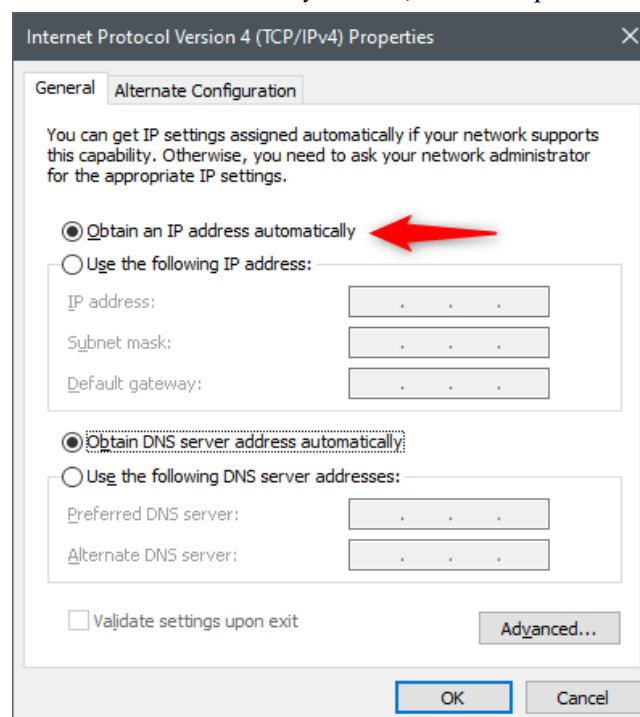 Internet Protocol Version 4 (TCP/IPv4) Properties
General Alternate Configuration
You can get IP settings assigned automatically if your network supports
this capability. Otherwise, you need to ask your network administrator
for the appropriate IP settings.
Obtain an IP address automatically
Use the following IP address:
IP address:
Subnet mask:
Default gateway:
Obtain DNS server address automatically
Use the following DNS server addresses:
Preferred DNS server:
Alternate DNS server:
Validate settings upon exit
Advanced...
OK Cancel